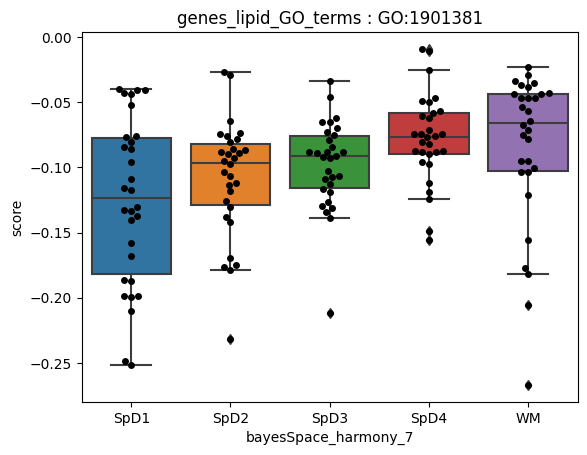 genes_lipid_GO_terms : GO:1901381
score
0.00
−0.05
−0.10
−0.15
−0.20
−0.25
SpD1 SpD2 SpD3 SpD4 WM
bayesSpace_harmony_7